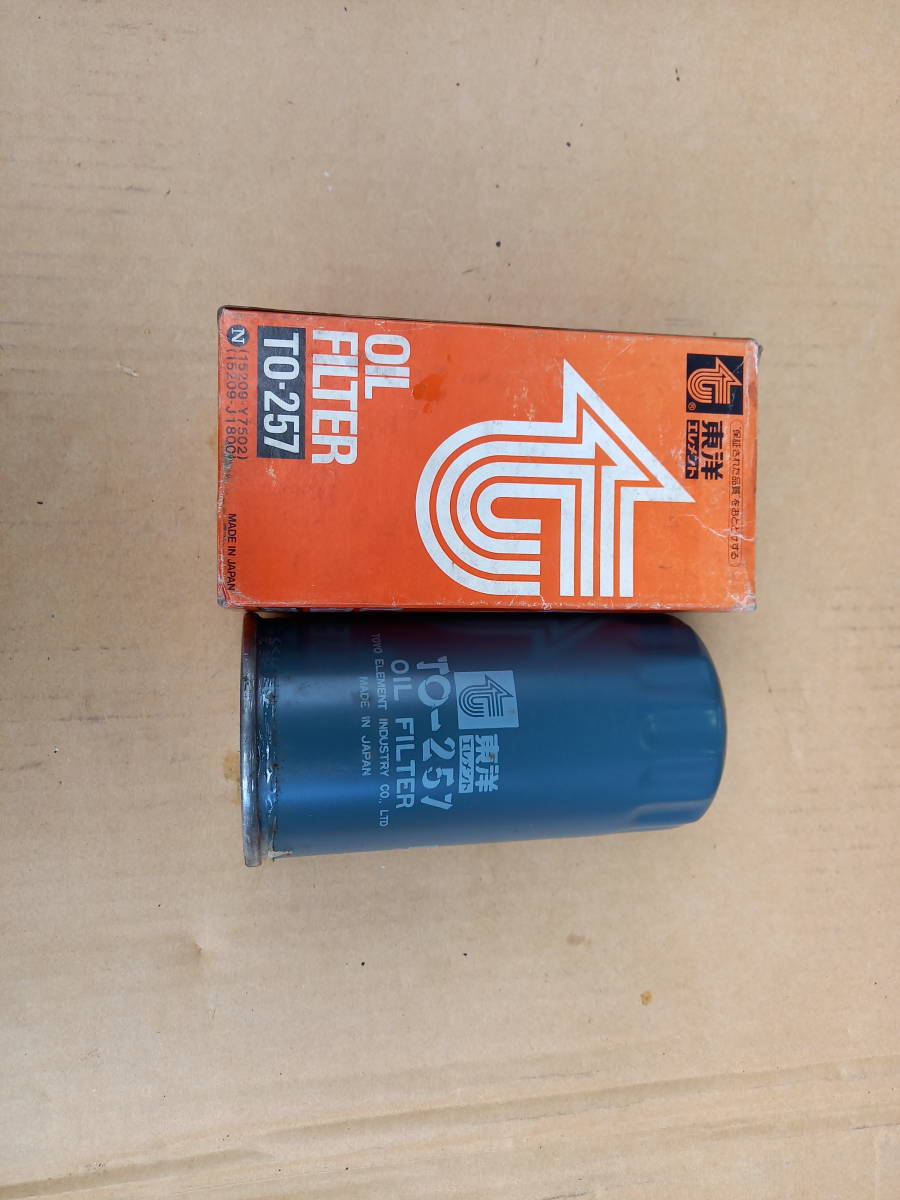 東洋
エレメント
保証された品質をおとどけする
OIL
FILTER
TO-257
N
(15209-Y7502)
(15209-J1800)
MADE IN JAPAN
東洋
エレメント
TO-257
OIL FILTER
TOYO ELEMENT INDUSTRY CO., LTD
MADE IN JAPAN